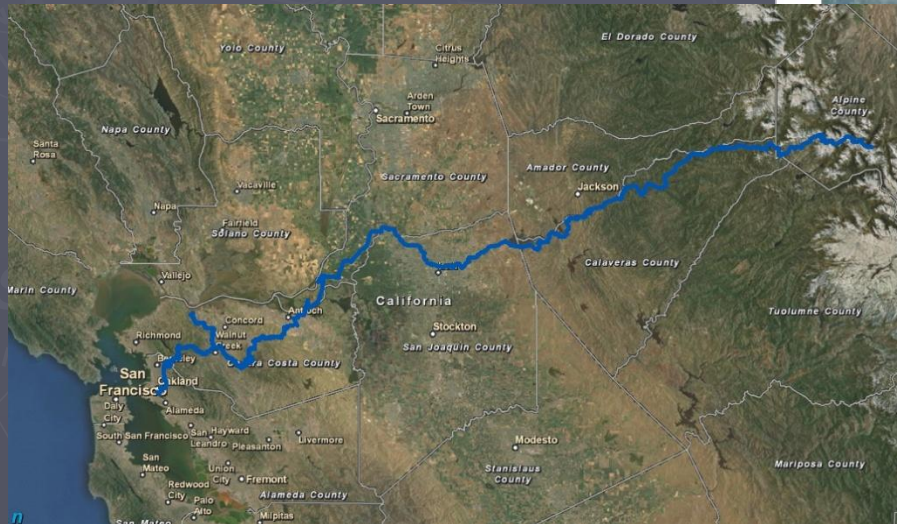 El Dorado County
Yolo County
Citrus
Heights
Alpine
County
Arden
Town
Sacramento
Napa County
Santa
Rosa
Amador County
Sacramento County
Jackson
Vacaville
Napa
Fairfield
Solano County
Calaveras County
Vallejo
Marin County
California
Tuolumne County
Antioch
Concord
Richmond
Walnut
Creek
Stockton
San Joaquin County
Berkeley
Contra Costa County
San
Francisco
Oakland
Alameda
Daly
City
South San Francisco
San
Leandro
Hayward
Pleasanton
Livermore
Modesto
San
Mateo
Union
City
Fremont
Stanislaus
County
Mariposa County
Redwood
City
Palo
Alto
Alameda County
Milpitas
San Mateo
n